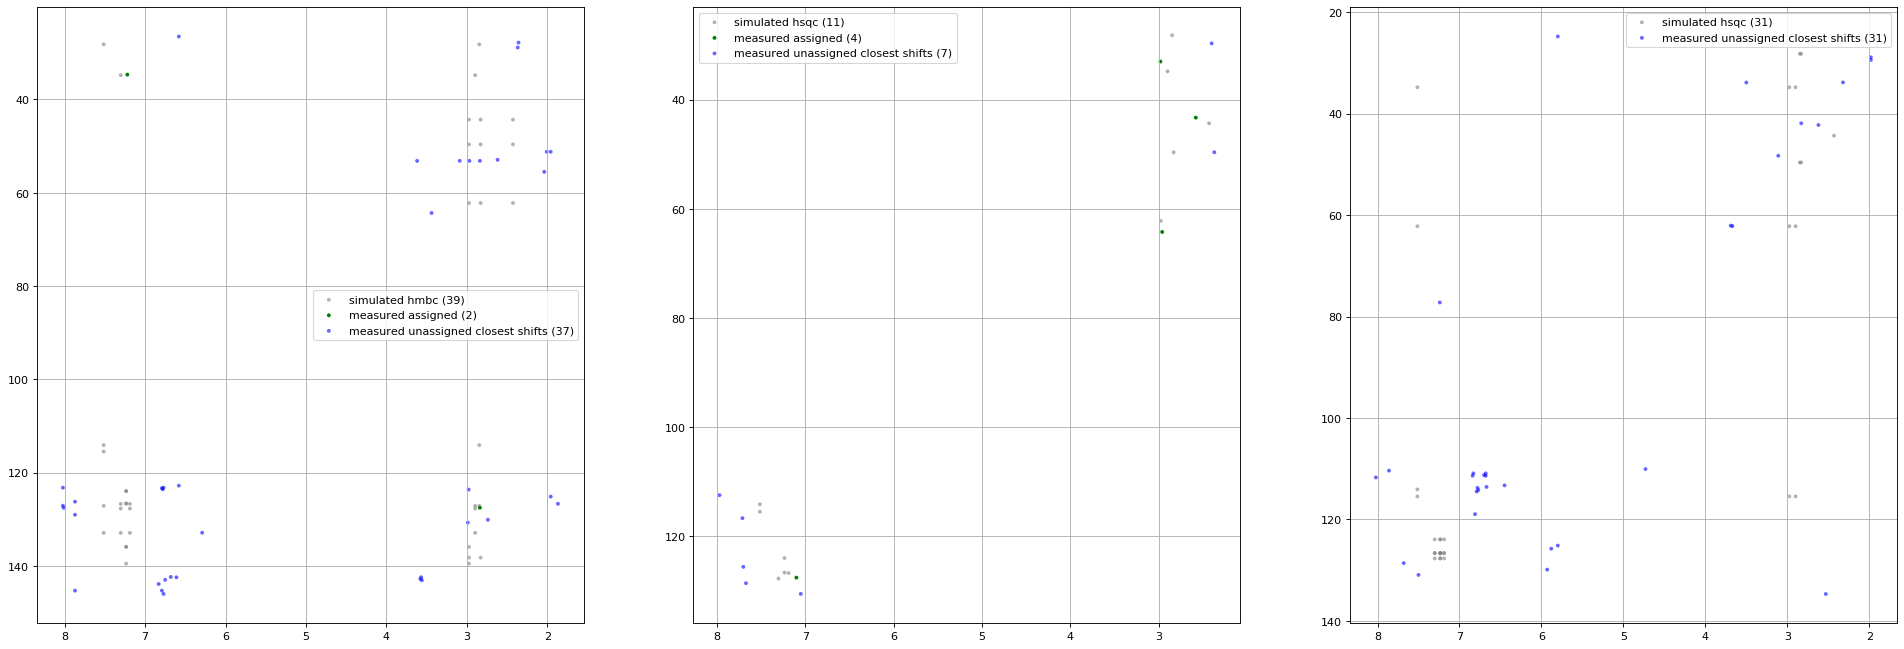 40
60
80
100
120
140
8 7 6 5 4 3 2
simulated hmbc (39)
measured assigned (2)
measured unassigned closest shifts (37)
simulated hsqc (11)
measured assigned (4)
measured unassigned closest shifts (7)
40
60
80
100
120
8 7 6 5 4 3
simulated hsqc (31)
measured unassigned closest shifts (31)
20
40
60
80
100
120
140
8 7 6 5 4 3 2